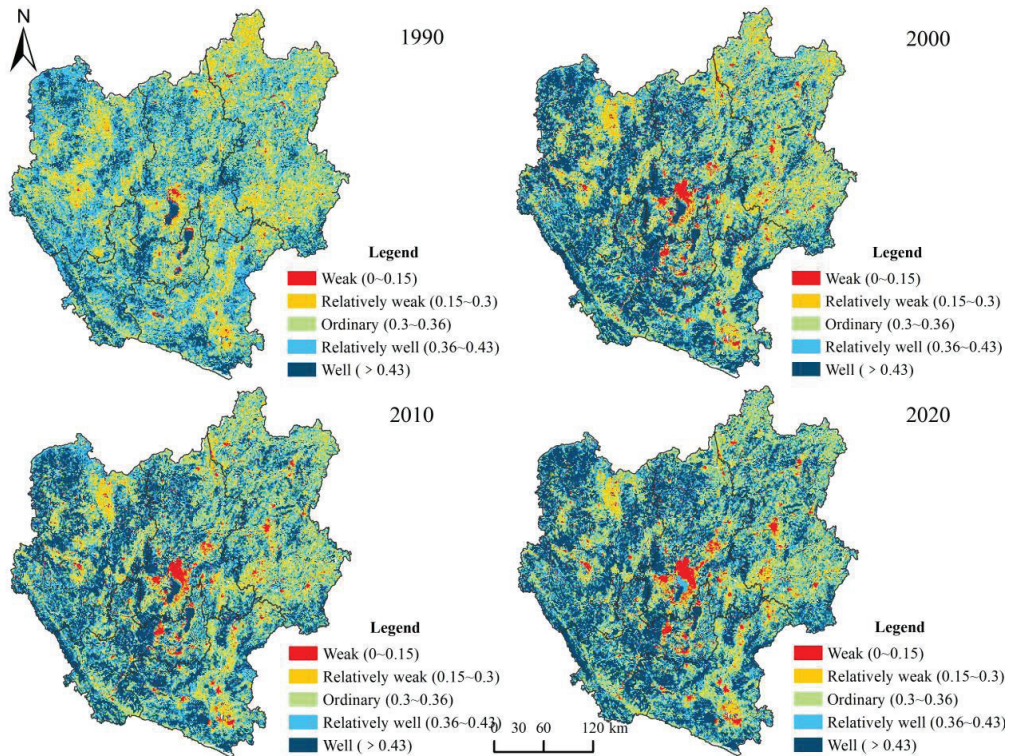 N
1990
Legend
Weak (0~0.15)
Relatively weak (0.15~0.3)
Ordinary (0.3~0.36)
Relatively well (0.36~0.43)
Well ( > 0.43)
2000
Legend
Weak (0~0.15)
Relatively weak (0.15~0.3)
Ordinary (0.3~0.36)
Relatively well (0.36~0.43)
Well ( > 0.43)
2010
Legend
Weak (0~0.15)
Relatively weak (0.15~0.3)
Ordinary (0.3~0.36)
Relatively well (0.36~0.43)
Well ( > 0.43)
2020
Legend
Weak (0~0.15)
Relatively weak (0.15~0.3)
Ordinary (0.3~0.36)
Relatively well (0.36~0.43)
Well ( > 0.43)
0 30 60 120 km